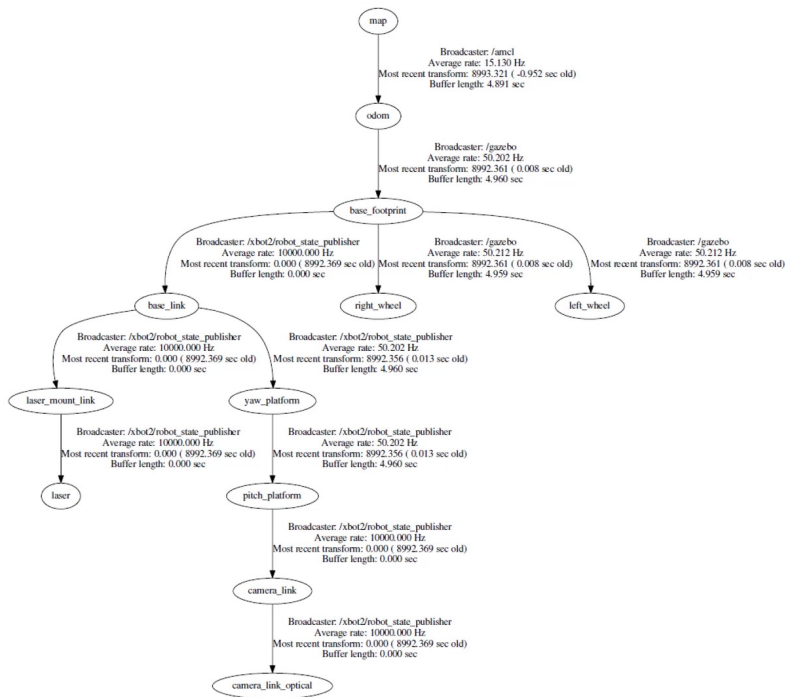 map
Broadcaster: /amcl
Average rate: 15.130 Hz
Most recent transform: 8993.321 ( -0.952 sec old)
Buffer length: 4.891 sec
odom
Broadcaster: /gazebo
Average rate: 50.202 Hz
Most recent transform: 8992.361 ( 0.008 sec old)
Buffer length: 4.960 sec
base_footprint
Broadcaster: /xbot2/robot_state_publisher
Average rate: 10000.000 Hz
Most recent transform: 0.000 ( 8992.369 sec old)
Buffer length: 0.000 sec
Broadcaster: /gazebo
Average rate: 50.212 Hz
Most recent transform: 8992.361 ( 0.008 sec old)
Buffer length: 4.959 sec
Broadcaster: /gazebo
Average rate: 50.212 Hz
Most recent transform: 8992.361 ( 0.008 sec old)
Buffer length: 4.959 sec
base_link
right_wheel
left_wheel
Broadcaster: /xbot2/robot_state_publisher
Average rate: 10000.000 Hz
Most recent transform: 0.000 ( 8992.369 sec old)
Buffer length: 0.000 sec
Broadcaster: /xbot2/robot_state_publisher
Average rate: 50.202 Hz
Most recent transform: 8992.356 ( 0.013 sec old)
Buffer length: 4.960 sec
laser_mount_link
yaw_platform
Broadcaster: /xbot2/robot_state_publisher
Average rate: 10000.000 Hz
Most recent transform: 0.000 ( 8992.369 sec old)
Buffer length: 0.000 sec
Broadcaster: /xbot2/robot_state_publisher
Average rate: 50.202 Hz
Most recent transform: 8992.356 ( 0.013 sec old)
Buffer length: 4.960 sec
laser
pitch_platform
Broadcaster: /xbot2/robot_state_publisher
Average rate: 10000.000 Hz
Most recent transform: 0.000 ( 8992.369 sec old)
Buffer length: 0.000 sec
camera_link
Broadcaster: /xbot2/robot_state_publisher
Average rate: 10000.000 Hz
Most recent transform: 0.000 ( 8992.369 sec old)
Buffer length: 0.000 sec
camera_link_optical